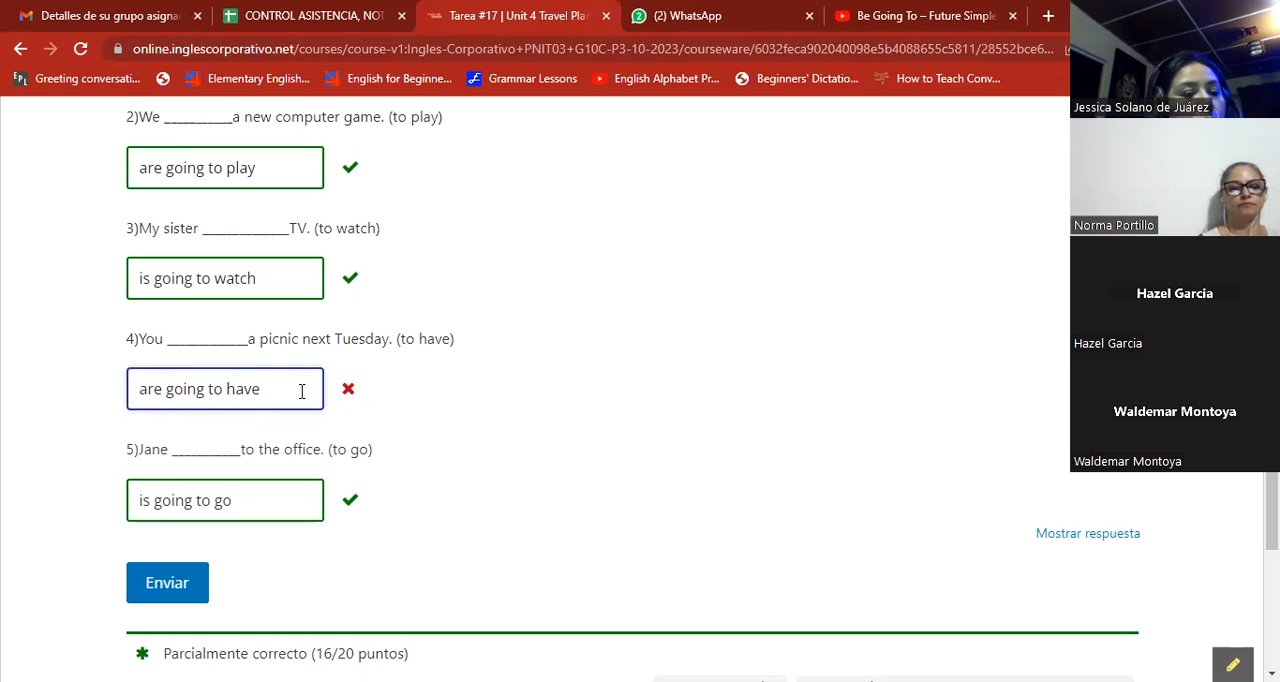 Detalles de su grupo asigna
CONTROL ASISTENCIA, NOT
Tarea #17 | Unit 4 Travel Pla
(2) WhatsApp
Be Going To – Future Simple
online.inglescorporativo.net/courses/course-v1:Ingles-Corporativo+PNIT03+G10C-P3-10-2023/courseware/6032feca902040098e5b4088655c5811/28552bce6...
Greeting conversati...
Elementary English...
English for Beginne...
Grammar Lessons
English Alphabet Pr...
Beginners' Dictatio...
How to Teach Conv...
2)We ___________a new computer game. (to play)
are going to play
3)My sister ______________TV. (to watch)
is going to watch
4)You _____________a picnic next Tuesday. (to have)
are going to have
5)Jane ___________to the office. (to go)
is going to go
Mostrar respuesta
Enviar
Parcialmente correcto (16/20 puntos)
Jessica Solano de Juárez
Norma Portillo
Hazel Garcia
Hazel Garcia
Waldemar Montoya
Waldemar Montoya